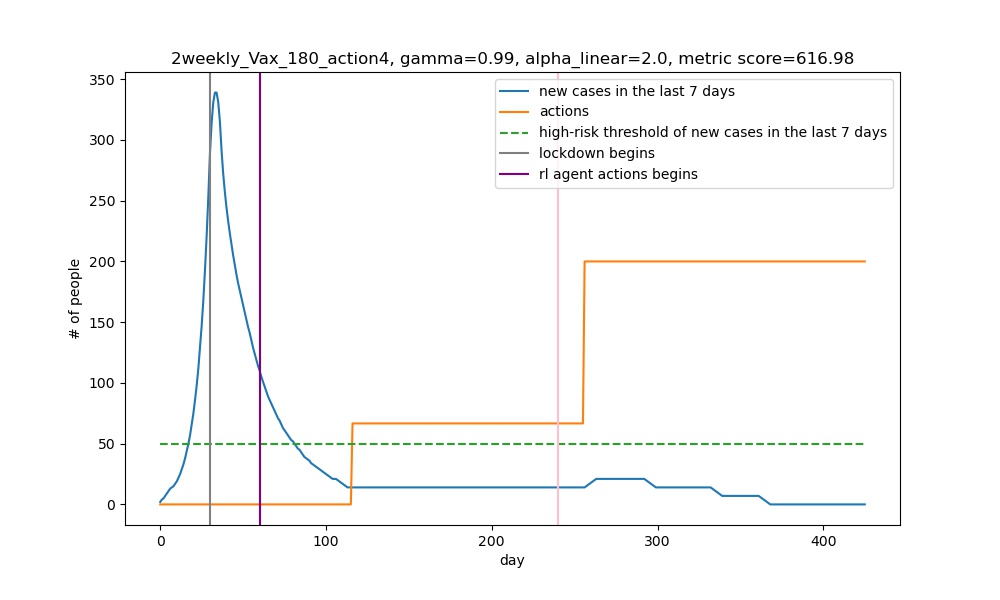 2weekly_Vax_180_action4, gamma=0.99, alpha_linear=2.0, metric score=616.98
new cases in the last 7 days
actions
high-risk threshold of new cases in the last 7 days
lockdown begins
rl agent actions begins
# of people
350
300
250
200
150
100
50
0
0 100 200 300 400
day